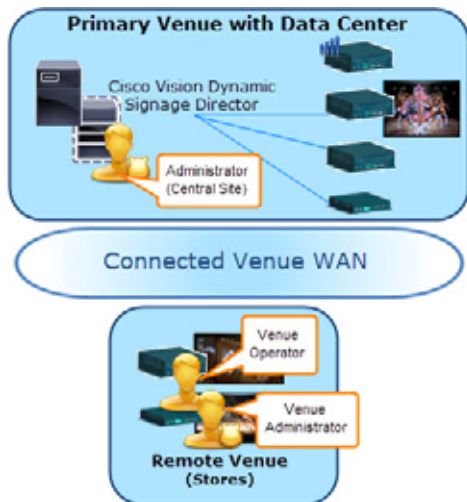 Primary Venue with Data Center
Cisco Vision Dynamic
Signage Director
Administrator
(Central Site)
Connected Venue WAN
Venue
Operator
Venue
Administrator
Remote Venue
(Stores)